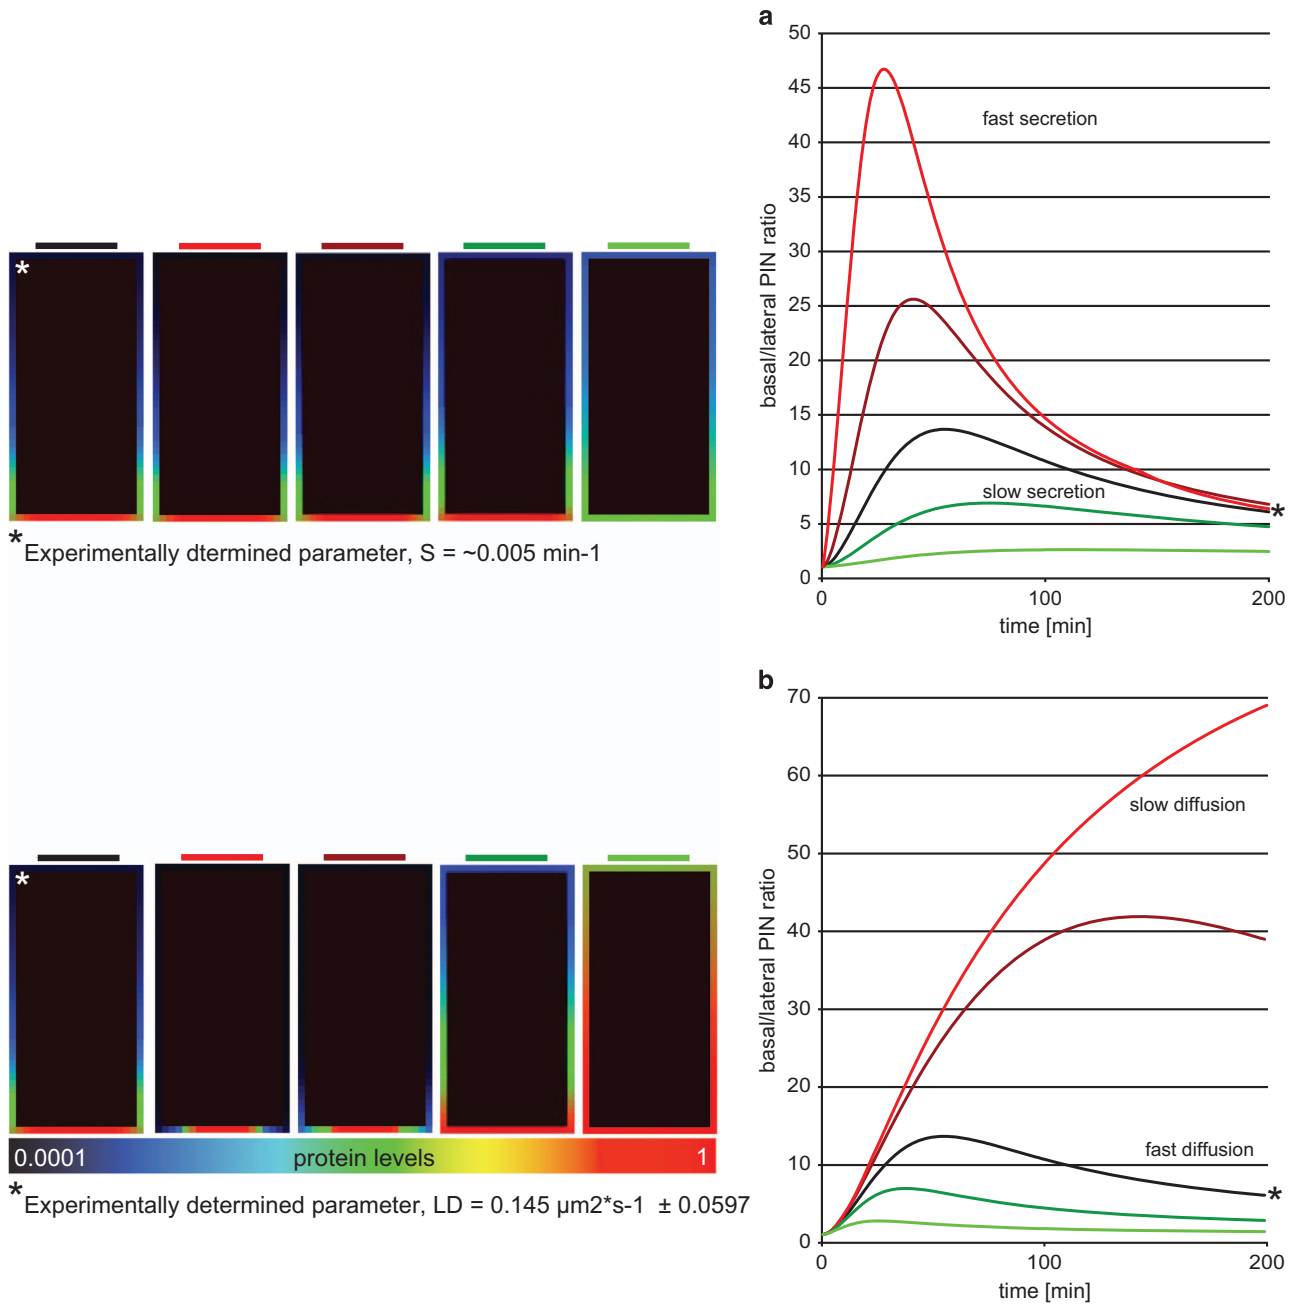 a
50
45
40
35
30
25
20
15
10
5
0
basal/lateral PIN ratio
fast secretion
slow secretion
*
0 100 200
time [min]
*
*Experimentally dtermined parameter, S = ~0.005 min-1
b
70
60
50
40
30
20
10
0
basal/lateral PIN ratio
slow diffusion
fast diffusion
*
0 100 200
time [min]
*
0.0001 protein levels 1
*Experimentally determined parameter, LD = 0.145 µm2*s-1 ± 0.0597